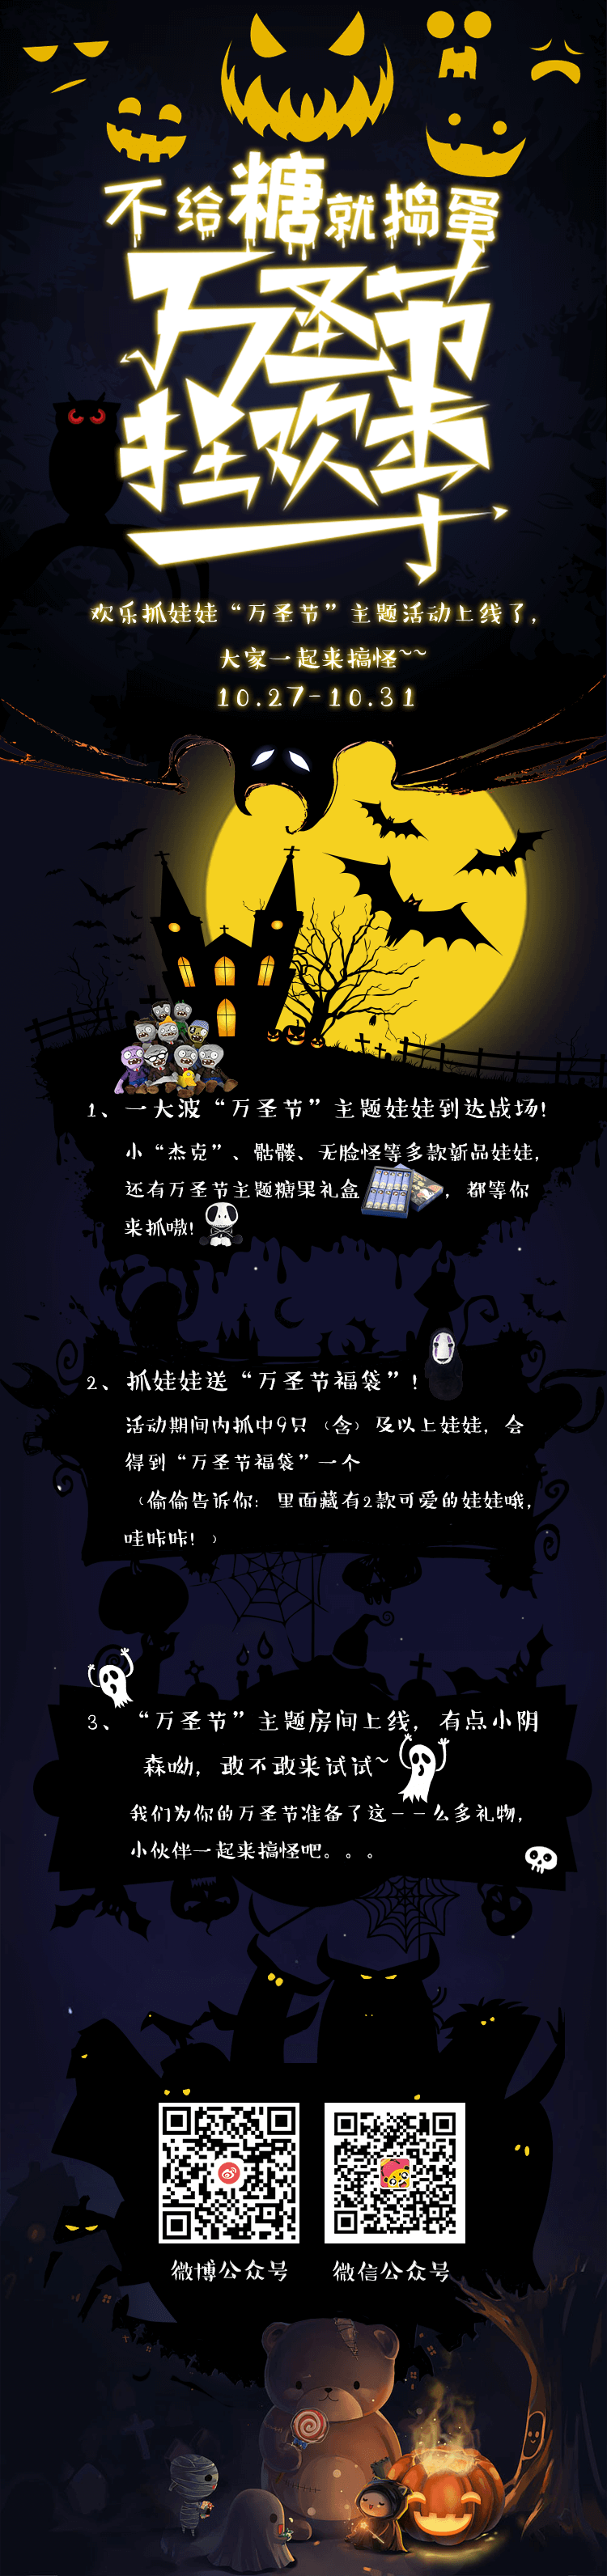 不给糖就捣蛋
万圣节
狂欢季
欢乐抓娃娃“万圣节”主题活动上线了，
大家一起来搞怪~~
10.27-10.31
1、一大波“万圣节”主题娃娃到达战场！
小“杰克”、骷髅、无脸怪等多款新品娃娃，
还有万圣节主题糖果礼盒，都等你
来抓嗷！
2、抓娃娃送“万圣节福袋”！
活动期间内抓中9只（含）及以上娃娃，会
得到“万圣节福袋”一个
（偷偷告诉你：里面藏有2款可爱的娃娃哦，
哇咔咔！）
3、“万圣节”主题房间上线，有点小阴
森呦，敢不敢来试试~
我们为你的万圣节准备了这--么多礼物，
小伙伴一起来搞怪吧。。。
微博公众号 微信公众号